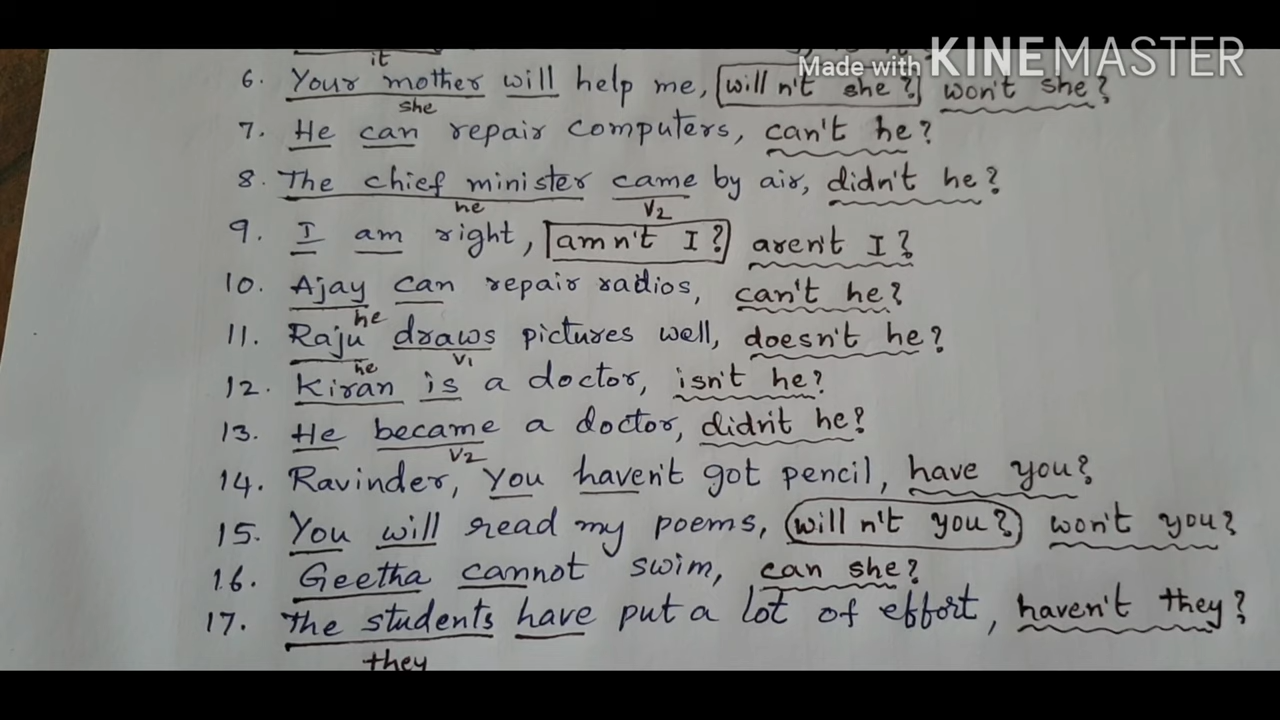 it
Made with KINEMASTER
6. Your mother will help me, will n't she? won't she?
she
7. He can repair computers, can't he?
8. The chief minister came by air, didn't he?
he V2
9. I am right, amn't I? aren't I?
10. Ajay can repair radios, can't he?
he
11. Raju draws pictures well, doesn't he?
he V1
12. Kiran is a doctor, isn't he?
13. He became a doctor, didn't he?
V2
14. Ravinder, you haven't got pencil, have you?
15. You will read my poems, will n't you? won't you?
16. Geetha cannot swim, can she?
17. The students have put a lot of effort, haven't they?
they